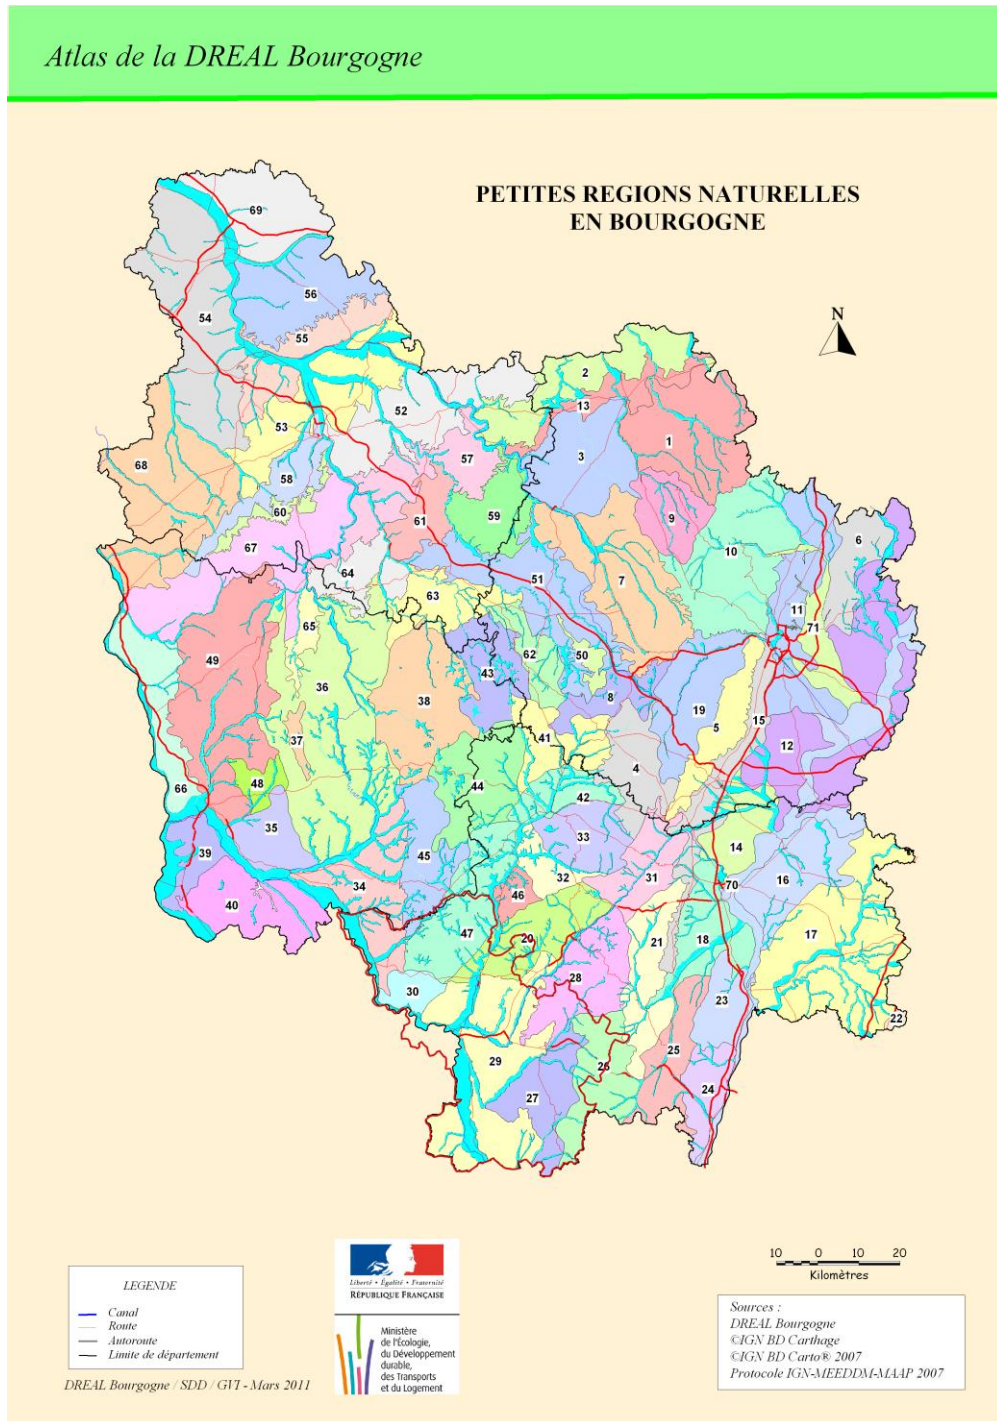 Atlas de la DREAL Bourgogne
PETITES REGIONS NATURELLES
EN BOURGOGNE
N
69
56
54
55
2
13
52
53
3
1
57
68
58
9
60
59
61
6
67
10
64
51
7
63
11
65
71
62
50
49
36
43
8
38
19
5
15
37
41
12
4
48
44
66
42
35
33
14
39
45
32
31
70
16
34
46
40
47
20
21
18
17
28
30
23
22
29
25
26
24
27
10 0 10 20
Kilomètres
LEGENDE
Canal
Route
Autoroute
Limite de département
DREAL Bourgogne / SDD / GVI - Mars 2011
Liberté • Égalité • Fraternité
RÉPUBLIQUE FRANÇAISE
Ministère
de l'Écologie,
du Développement
durable,
des Transports
et du Logement
Sources :
DREAL Bourgogne
©IGN BD Carthage
©IGN BD Carto® 2007
Protocole IGN-MEEDDM-MAAP 2007